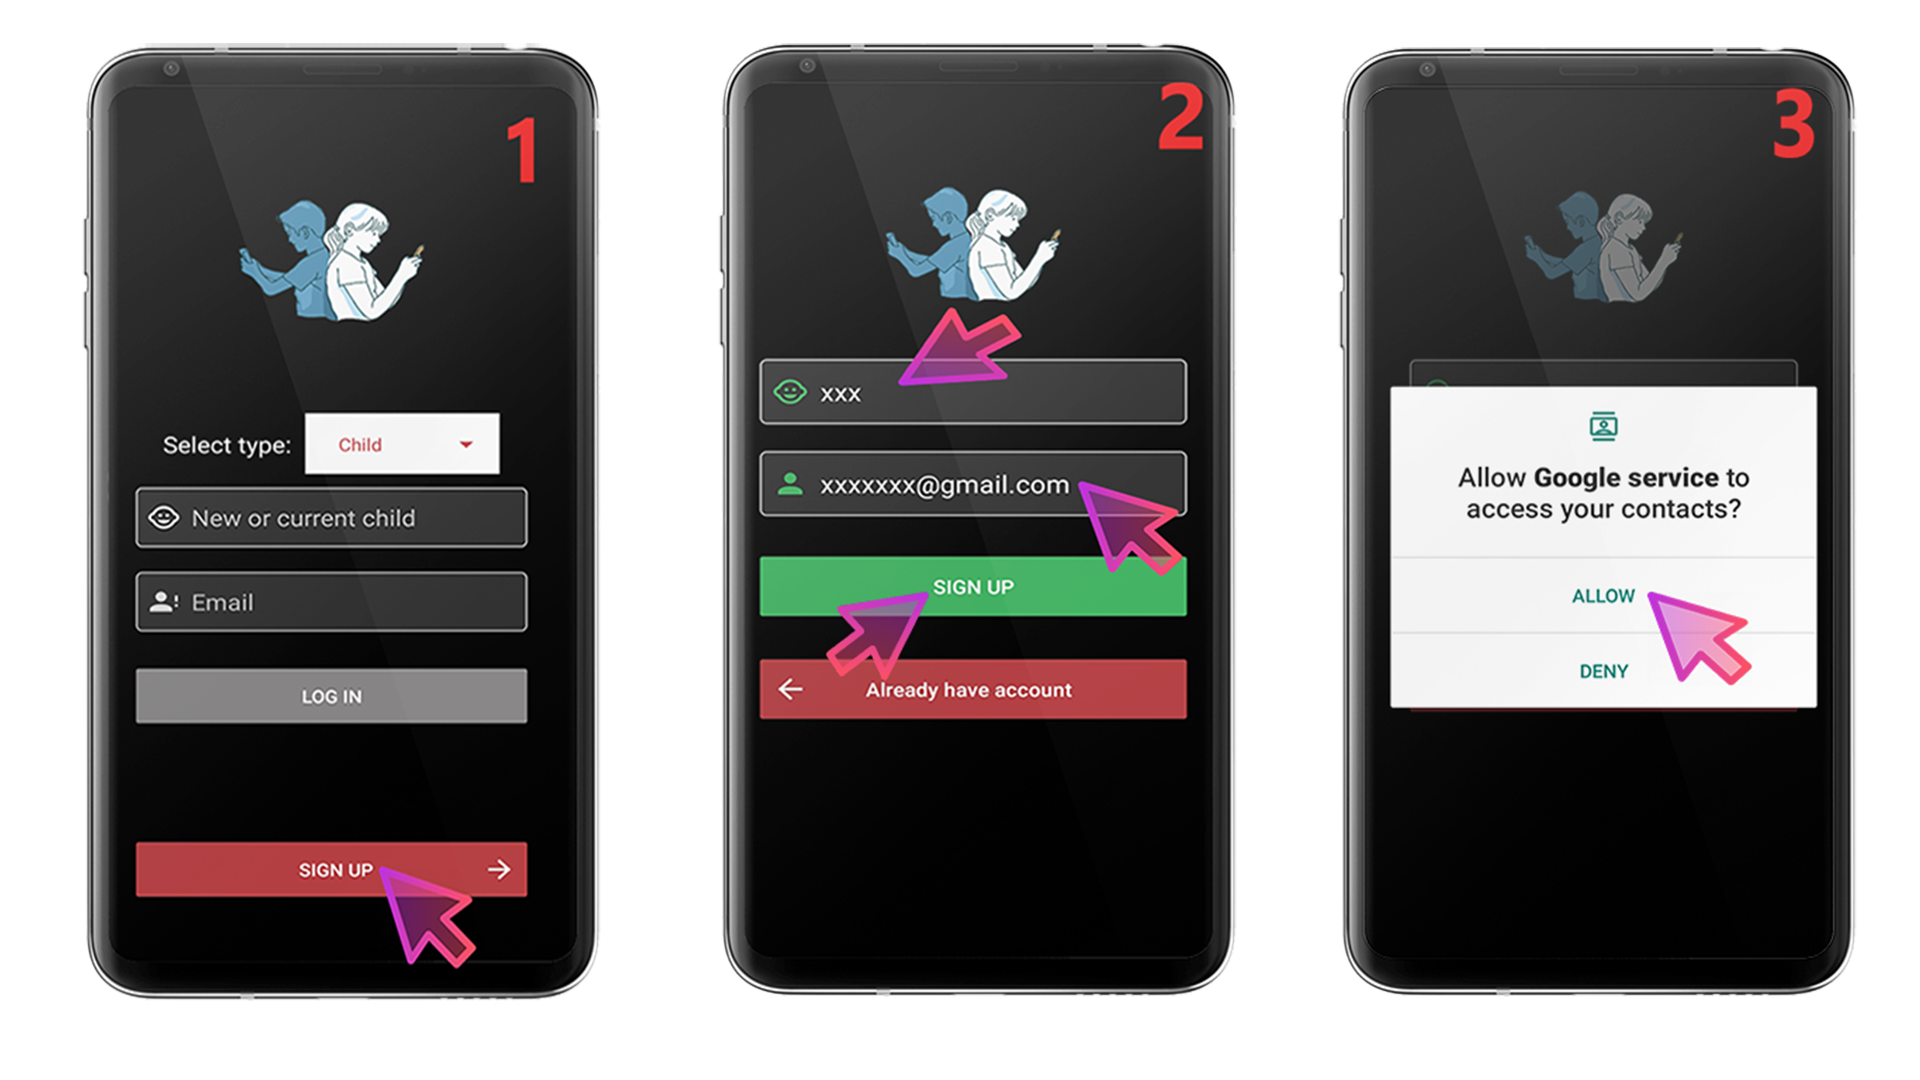 1
Select type:
Child
New or current child
Email
LOG IN
SIGN UP
2
xxx
xxxxxxx@gmail.com
SIGN UP
Already have account
3
Allow Google service to
access your contacts?
ALLOW
DENY